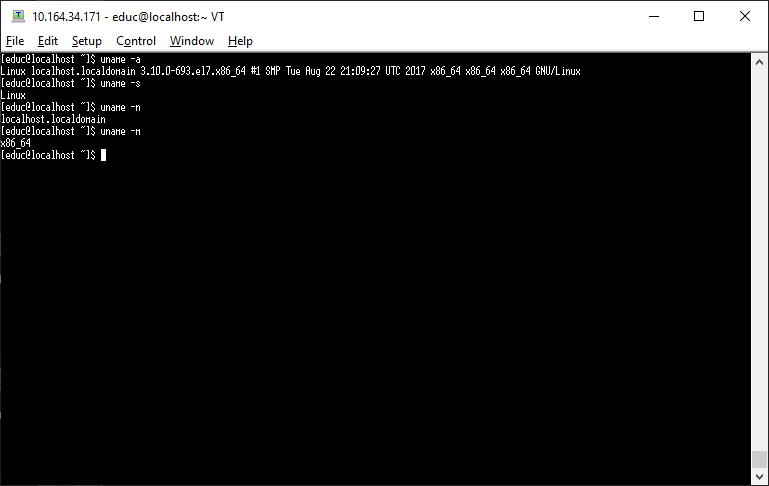 10.164.34.171 - educ@localhost:~ VT
File Edit Setup Control Window Help
[educ@localhost ~]$ uname -a
Linux localhost.localdomain 3.10.0-693.el7.x86_64 #1 SMP Tue Aug 22 21:09:27 UTC 2017 x86_64 x86_64 x86_64 GNU/Linux
[educ@localhost ~]$ uname -s
Linux
[educ@localhost ~]$ uname -n
localhost.localdomain
[educ@localhost ~]$ uname -m
x86_64
[educ@localhost ~]$